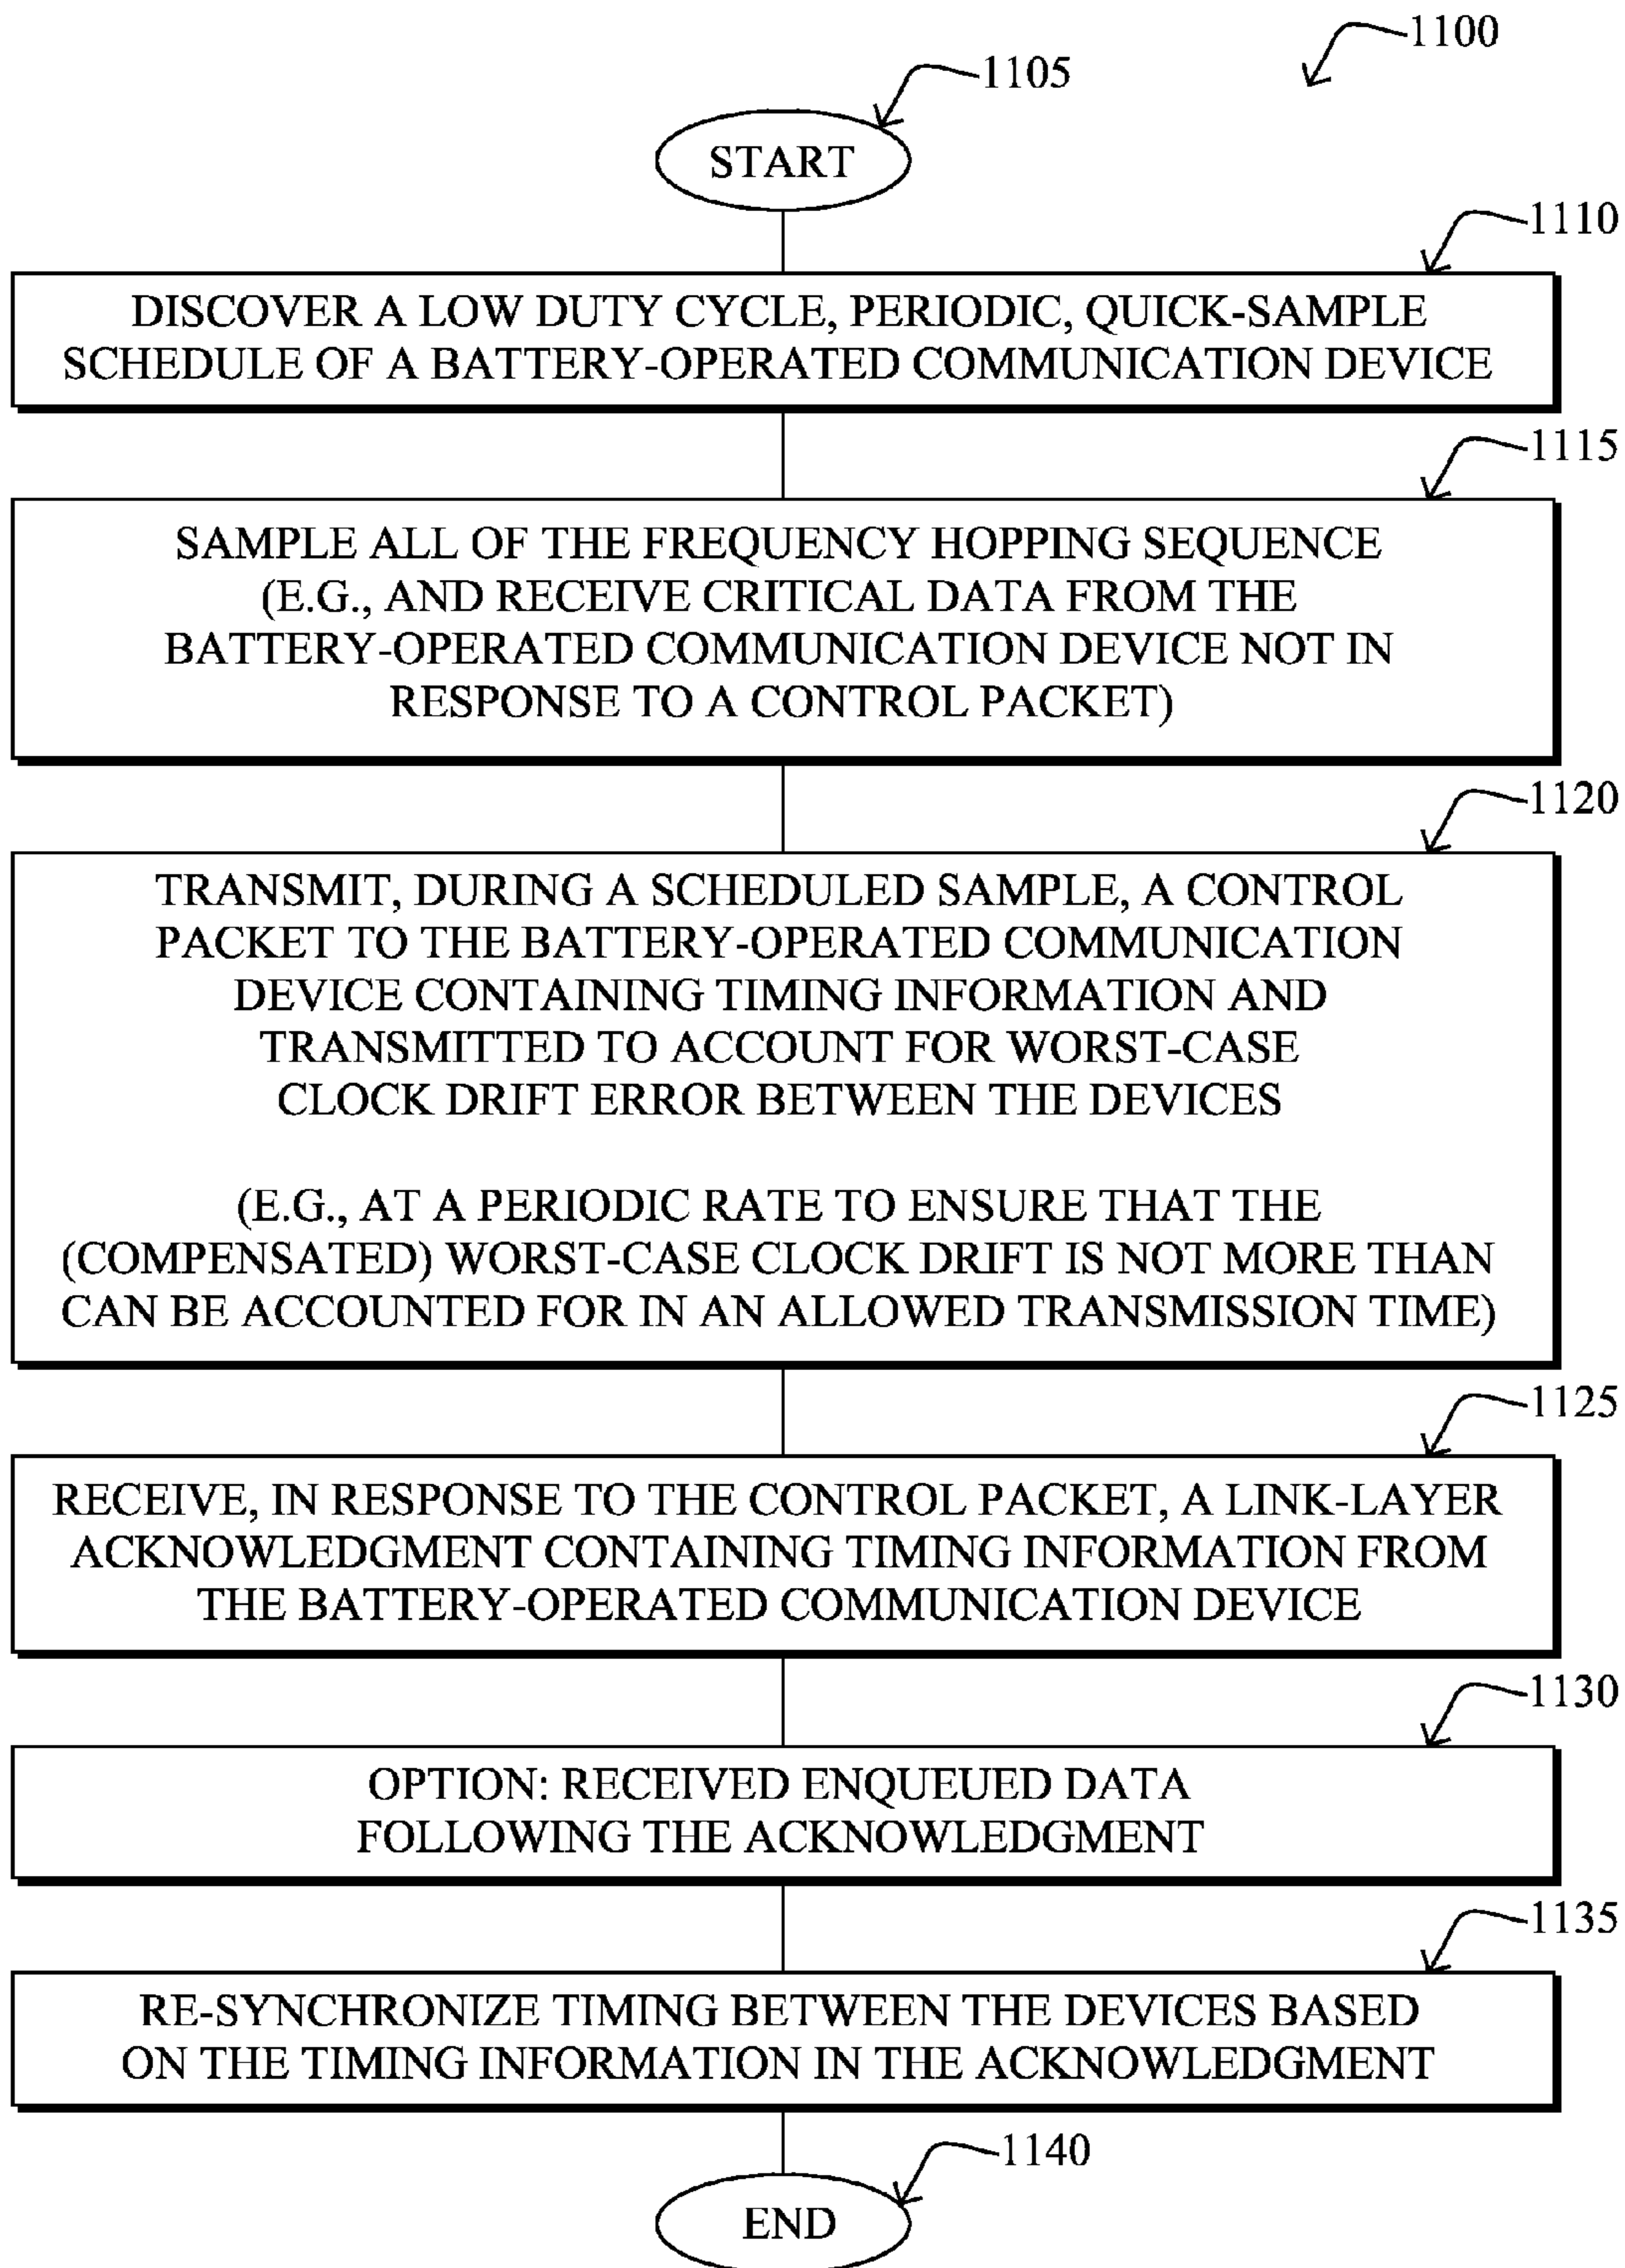 1100
1105
START
1110
DISCOVER A LOW DUTY CYCLE, PERIODIC, QUICK-SAMPLE
SCHEDULE OF A BATTERY-OPERATED COMMUNICATION DEVICE
1115
SAMPLE ALL OF THE FREQUENCY HOPPING SEQUENCE
(E.G., AND RECEIVE CRITICAL DATA FROM THE
BATTERY-OPERATED COMMUNICATION DEVICE NOT IN
RESPONSE TO A CONTROL PACKET)
1120
TRANSMIT, DURING A SCHEDULED SAMPLE, A CONTROL
PACKET TO THE BATTERY-OPERATED COMMUNICATION
DEVICE CONTAINING TIMING INFORMATION AND
TRANSMITTED TO ACCOUNT FOR WORST-CASE
CLOCK DRIFT ERROR BETWEEN THE DEVICES
(E.G., AT A PERIODIC RATE TO ENSURE THAT THE
(COMPENSATED) WORST-CASE CLOCK DRIFT IS NOT MORE THAN
CAN BE ACCOUNTED FOR IN AN ALLOWED TRANSMISSION TIME)
1125
RECEIVE, IN RESPONSE TO THE CONTROL PACKET, A LINK-LAYER
ACKNOWLEDGMENT CONTAINING TIMING INFORMATION FROM
THE BATTERY-OPERATED COMMUNICATION DEVICE
1130
OPTION: RECEIVED ENQUEUED DATA
FOLLOWING THE ACKNOWLEDGMENT
1135
RE-SYNCHRONIZE TIMING BETWEEN THE DEVICES BASED
ON THE TIMING INFORMATION IN THE ACKNOWLEDGMENT
1140
END